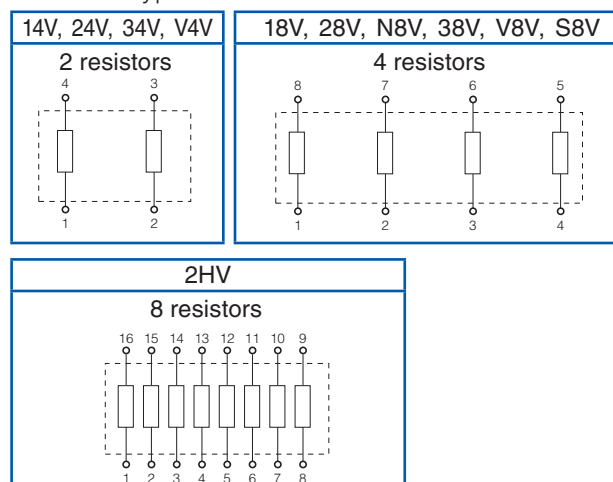 14V, 24V, 34V, V4V
2 resistors
4 3
1 2
18V, 28V, N8V, 38V, V8V, S8V
4 resistors
8 7 6 5
1 2 3 4
2HV
8 resistors
16 15 14 13 12 11 10 9
1 2 3 4 5 6 7 8